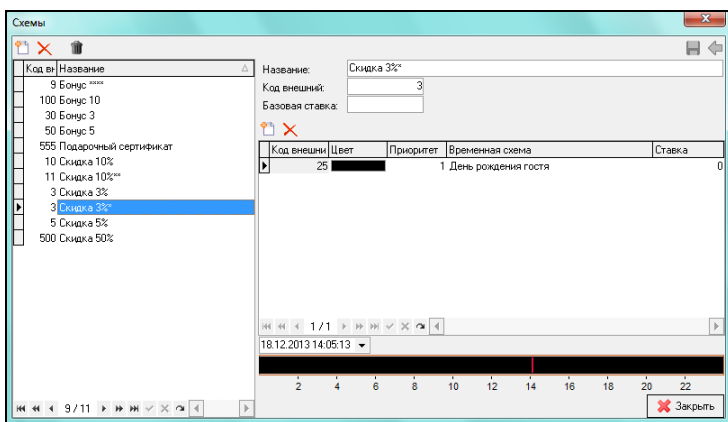 Схемы
Код вн Название
9 Бонус ****
100 Бонус 10
30 Бонус 3
50 Бонус 5
555 Подарочный сертификат
10 Скидка 10%
11 Скидка 10%**
3 Скидка 3%
3 Скидка 3%*
5 Скидка 5%
500 Скидка 50%
9 / 11
Название: Скидка 3%*
Код внешний: 3
Базовая ставка:
Код внешни Цвет Приоритет Временная схема Ставка
25 1 День рождения гостя 0
1 / 1
18.12.2013 14:05:13
2 4 6 8 10 12 14 16 18 20 22
Закрыть